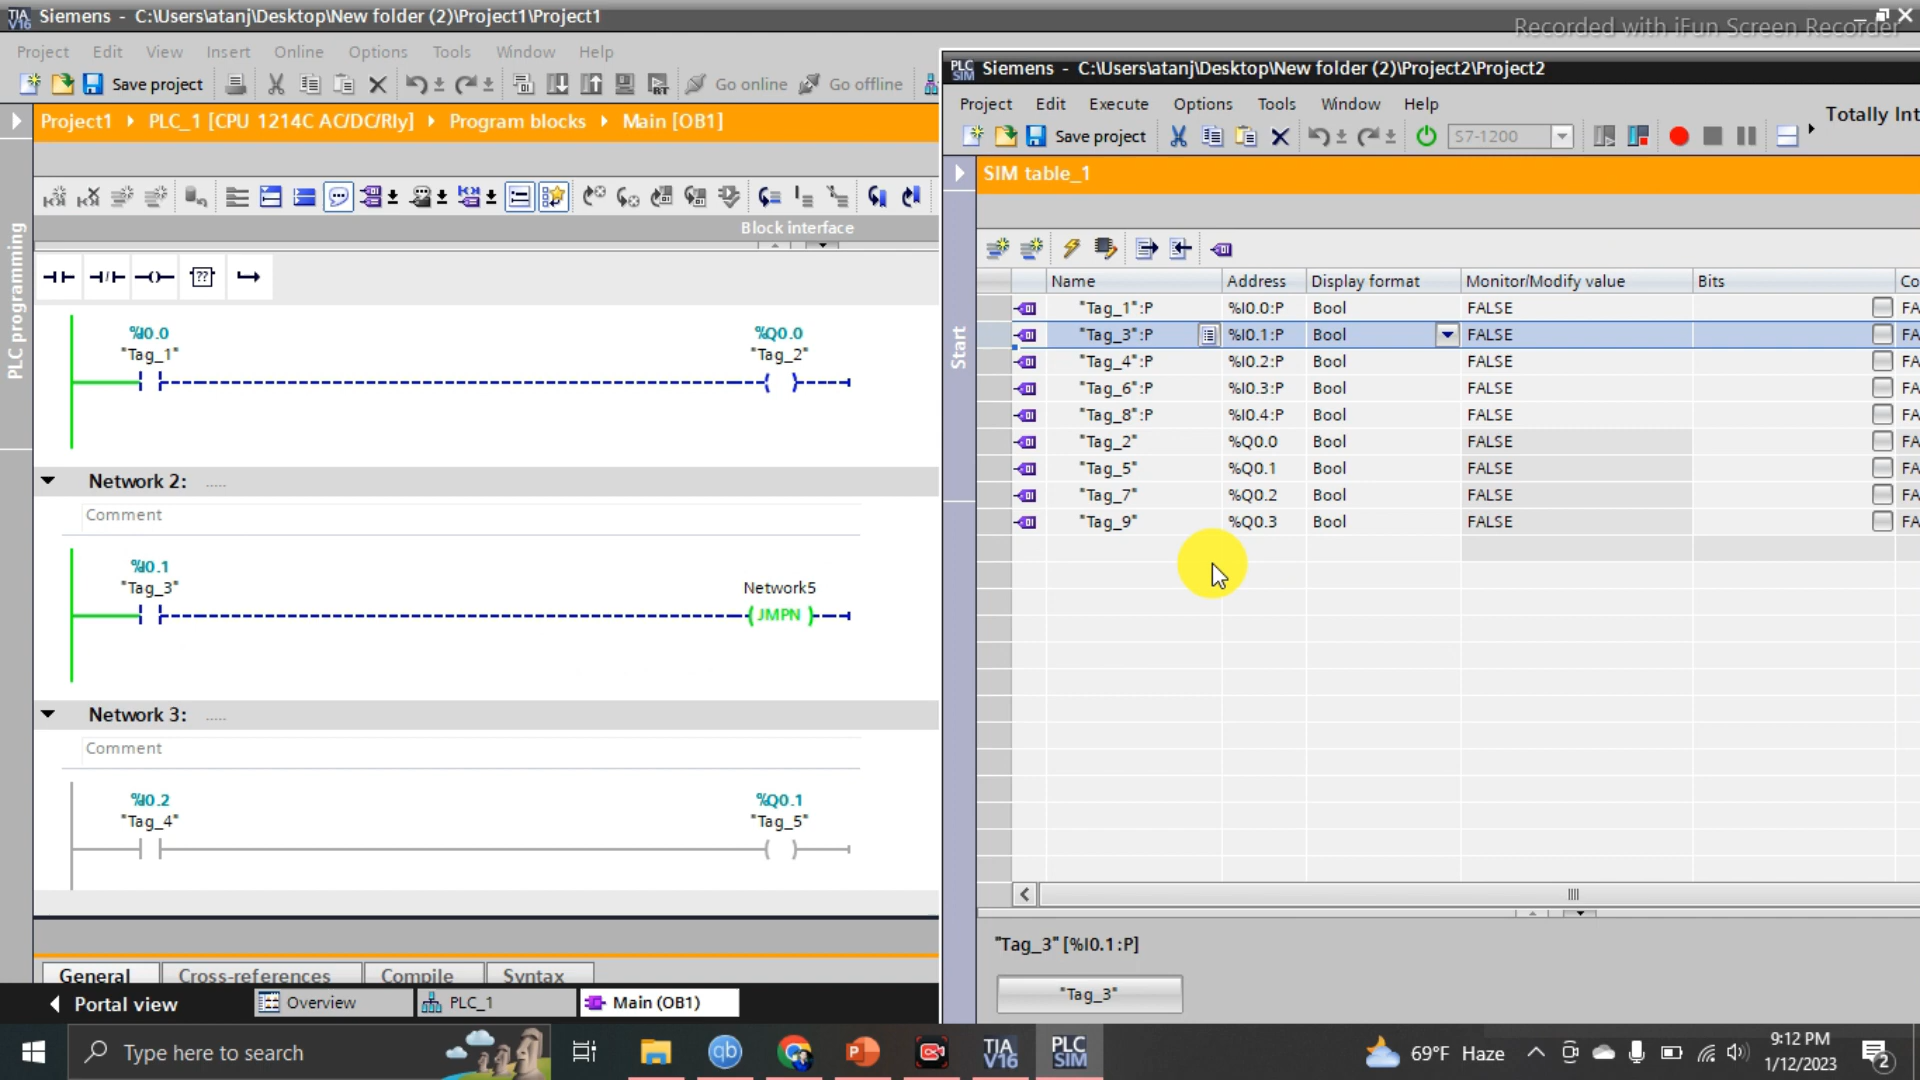 TIA V16 Siemens - C:\Users\atanj\Desktop\New folder (2)\Project1\Project1
Recorded with iFun Screen Recorder
Project Edit View Insert Online Options Tools Window Help
Save project Go online Go offline
Project1 PLC_1 [CPU 1214C AC/DC/Rly] Program blocks Main [OB1]
PLC programming
Block interface
??
%I0.0
"Tag_1"
%Q0.0
"Tag_2"
Network 2: .....
Comment
%I0.1
"Tag_3"
Network5
JMPN
Network 3: .....
Comment
%I0.2
"Tag_4"
%Q0.1
"Tag_5"
General Cross-references Compile Syntax
Portal view Overview PLC_1 Main (OB1)
PLC SIM Siemens - C:\Users\atanj\Desktop\New folder (2)\Project2\Project2
Project Edit Execute Options Tools Window Help
Totally Int
Save project S7-1200
SIM table_1
Start
Name Address Display format Monitor/Modify value Bits Co
"Tag_1":P %I0.0:P Bool FALSE FA
"Tag_3":P %I0.1:P Bool FALSE FA
"Tag_4":P %I0.2:P Bool FALSE FA
"Tag_6":P %I0.3:P Bool FALSE FA
"Tag_8":P %I0.4:P Bool FALSE FA
"Tag_2" %Q0.0 Bool FALSE FA
"Tag_5" %Q0.1 Bool FALSE FA
"Tag_7" %Q0.2 Bool FALSE FA
"Tag_9" %Q0.3 Bool FALSE FA
"Tag_3" [%I0.1:P]
"Tag_3"
Type here to search
qb
P
TIA V16
PLC SIM
69°F Haze
9:12 PM
1/12/2023
2